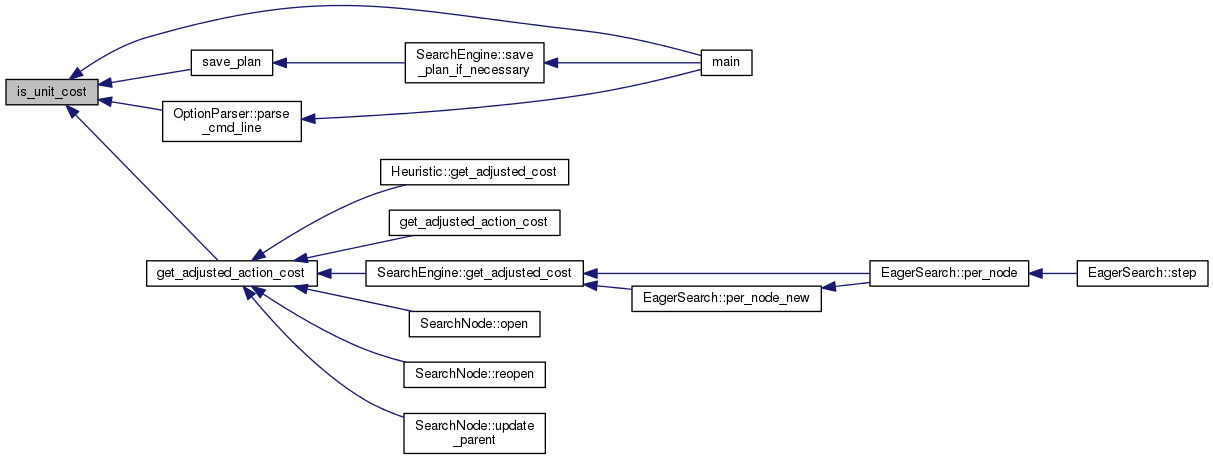 is_unit_cost
save_plan
SearchEngine::save
_plan_if_necessary
main
OptionParser::parse
_cmd_line
Heuristic::get_adjusted_cost
get_adjusted_action_cost
get_adjusted_action_cost
SearchEngine::get_adjusted_cost
EagerSearch::per_node
EagerSearch::step
EagerSearch::per_node_new
SearchNode::open
SearchNode::reopen
SearchNode::update
_parent